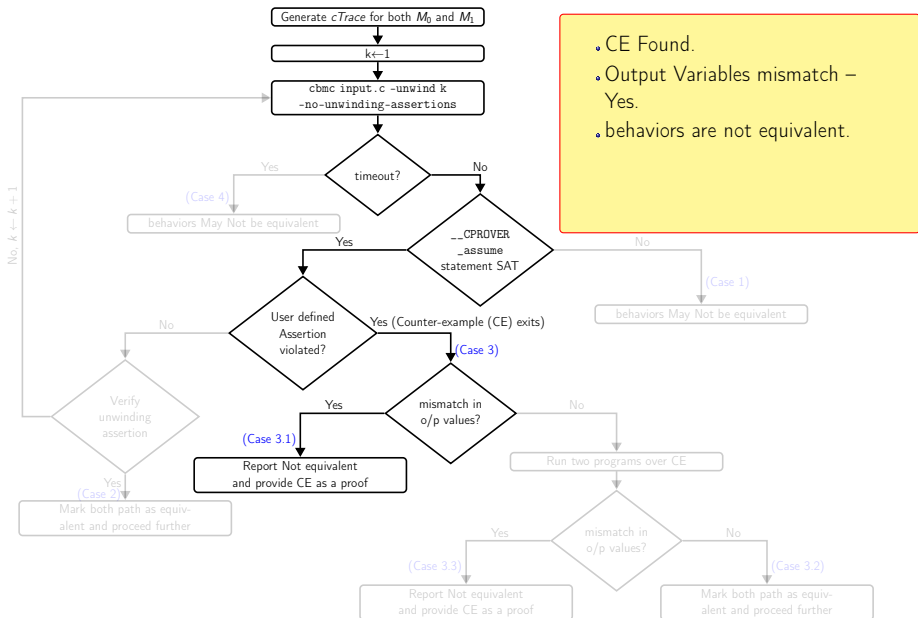 Generate cTrace for both M0 and M1
k←1
cbmc input.c -unwind k
-no-unwinding-assertions
timeout?
Yes
No
(Case 4)
behaviors May Not be equivalent
__CPROVER
_assume
statement SAT
Yes
No
(Case 1)
behaviors May Not be equivalent
User defined
Assertion
violated?
No
Yes (Counter-example (CE) exits)
(Case 3)
Verify
unwinding
assertion
No, k ← k + 1
Yes
(Case 2)
Mark both path as equiv-
alent and proceed further
mismatch in
o/p values?
Yes
No
(Case 3.1)
Report Not equivalent
and provide CE as a proof
Run two programs over CE
mismatch in
o/p values?
Yes
No
(Case 3.3)
(Case 3.2)
Report Not equivalent
and provide CE as a proof
Mark both path as equiv-
alent and proceed further
CE Found.
Output Variables mismatch –
Yes.
behaviors are not equivalent.